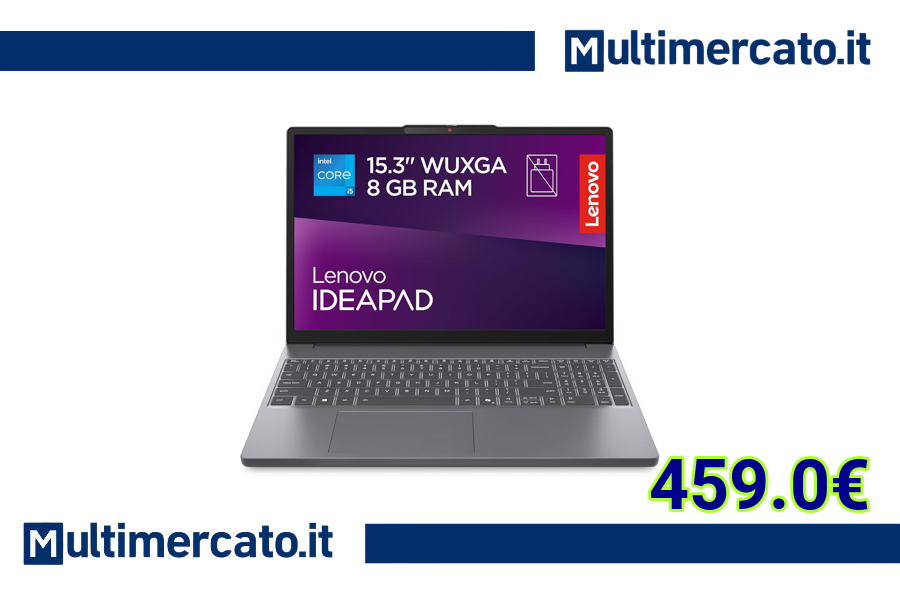 Multimercato.it
intel
CORE
i5
15.3" WUXGA
8 GB RAM
Lenovo
Lenovo
IDEAPAD
459.0€
Multimercato.it